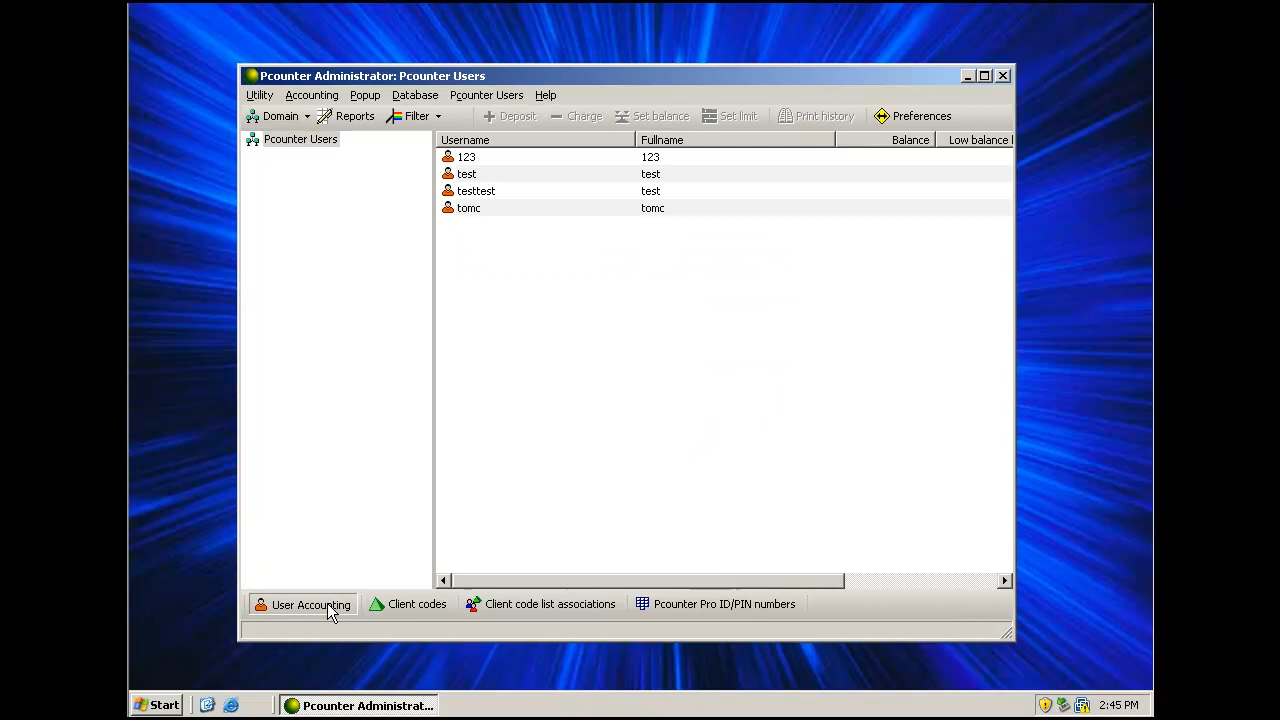 Pcounter Administrator: Pcounter Users
Utility Accounting Popup Database Pcounter Users Help
Domain Reports Filter Deposit Charge Set balance Set limit Print history Preferences
Pcounter Users
Username Fullname Balance Low balance l
123 123
test test
testtest test
tomc tomc
User Accounting Client codes Client code list associations Pcounter Pro ID/PIN numbers
Start Pcounter Administrat... 2:45 PM